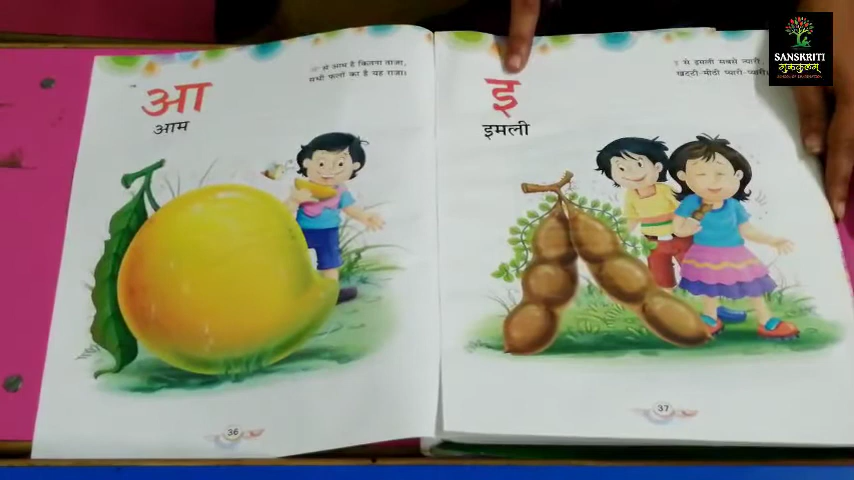 से आम है कितना ताजा,
सभी फलों का है यह राजा।
आ
आम
36
इ से इमली सबसे न्यारी,
खट्टी-मीठी प्यारी-प्यारी।
इ
इमली
37
SANSKRITI
गुरुकुलम्